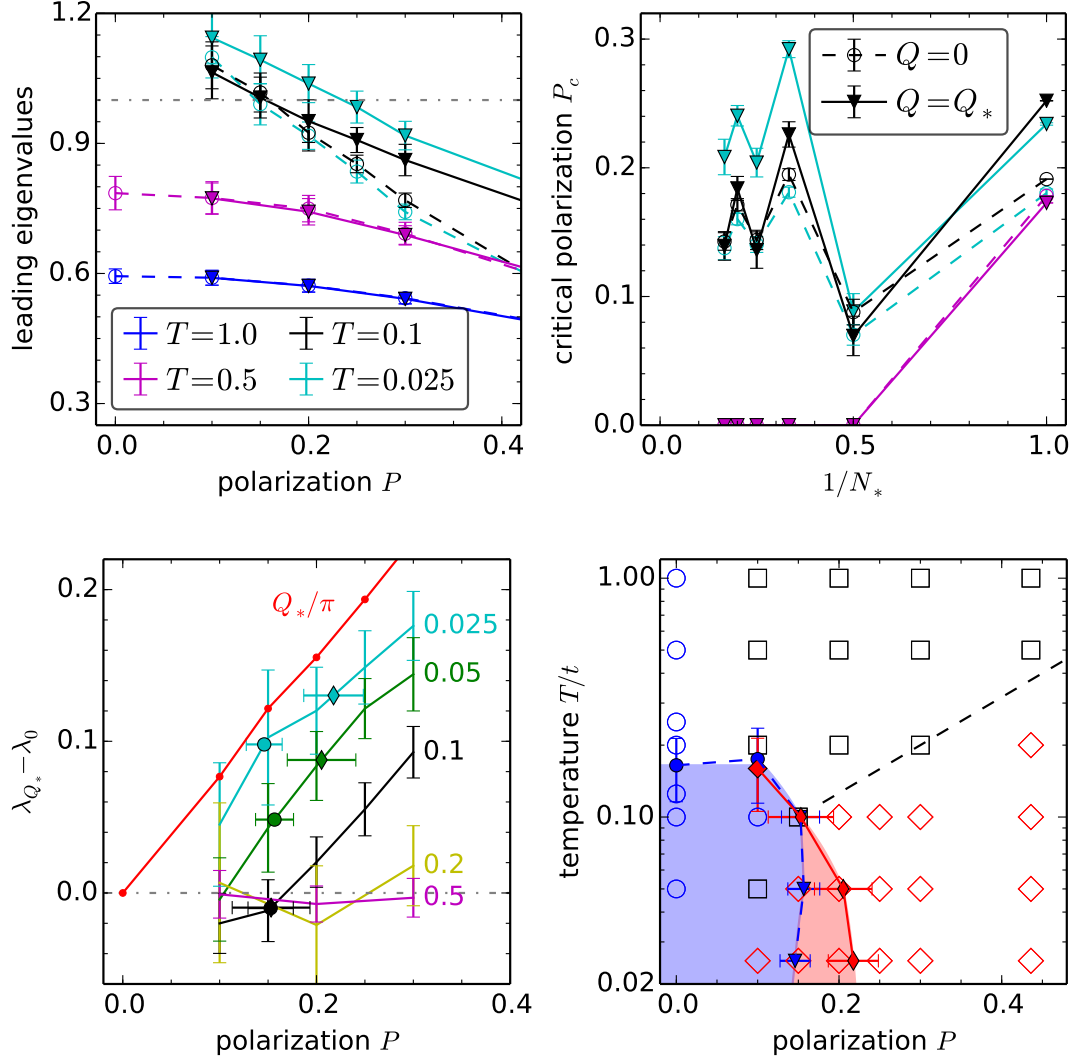 1.2
0.9
0.6
0.3
leading eigenvalues
0.0
0.2
0.4
polarization P
T=1.0
T=0.1
T=0.5
T=0.025
0.3
0.2
0.1
0.0
critical polarization P_c
0.0
0.5
1.0
1/N_*
Q=0
Q=Q_*
0.2
0.1
0.0
λ_{Q_*}−λ_0
Q_*/π
0.025
0.05
0.1
0.2
0.5
0.0
0.2
0.4
polarization P
1.00
0.10
0.02
temperature T/t
0.0
0.2
0.4
polarization P